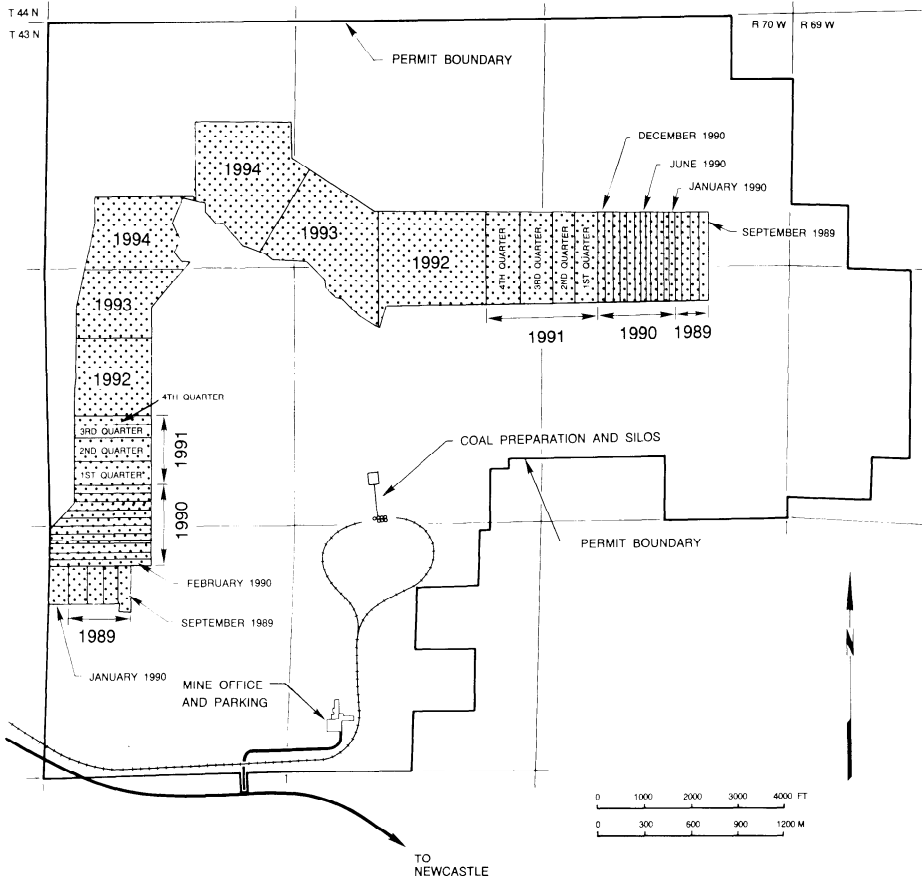 T 44 N
T 43 N
R 70 W
R 69 W
PERMIT BOUNDARY
DECEMBER 1990
JUNE 1990
JANUARY 1990
SEPTEMBER 1989
1994
1993
1992
4TH QUARTER
3RD QUARTER
2ND QUARTER
1ST QUARTER
1991
1990
1989
1994
1993
1992
4TH QUARTER
3RD QUARTER
2ND QUARTER
1ST QUARTER
1991
1990
FEBRUARY 1990
SEPTEMBER 1989
1989
JANUARY 1990
COAL PREPARATION AND SILOS
PERMIT BOUNDARY
MINE OFFICE
AND PARKING
N
0 1000 2000 3000 4000 FT
0 300 600 900 1200 M
TO
NEWCASTLE